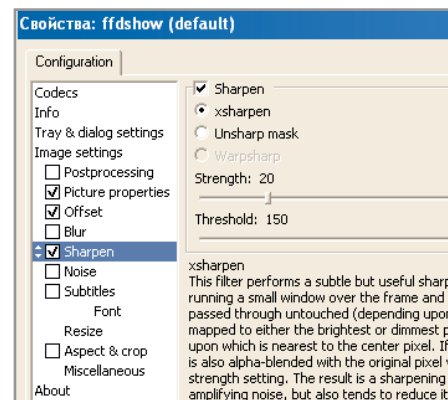 Свойства: ffdshow (default)
Configuration
Codecs
Info
Tray & dialog settings
Image settings
Postprocessing
Picture properties
Offset
Blur
Sharpen
Noise
Subtitles
Font
Resize
Aspect & crop
Miscellaneous
About
Sharpen
xsharpen
Unsharp mask
Warpsharp
Strength: 20
Threshold: 150
xsharpen
This filter performs a subtle but useful sharp
running a small window over the frame and
passed through untouched (depending upon
mapped to either the brightest or dimmest p
upon which is nearest to the center pixel. If
is also alpha-blended with the original pixel v
strength setting. The result is a sharpening
amplifying noise, but also tends to reduce it